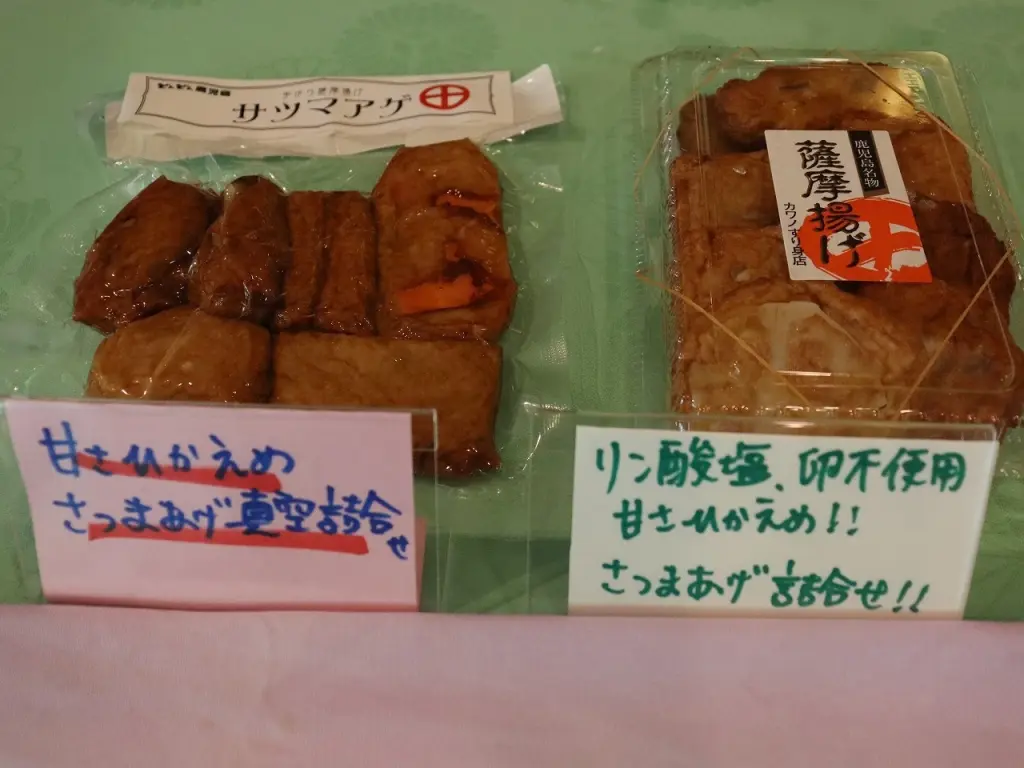 サツマアゲ
鹿児島名物
薩摩揚げ
カワノすり身店
甘さひかえめ
さつまあげ真空詰合せ
リン酸塩、卵不使用
甘さひかえめ!!
さつまあげ詰合せ!!